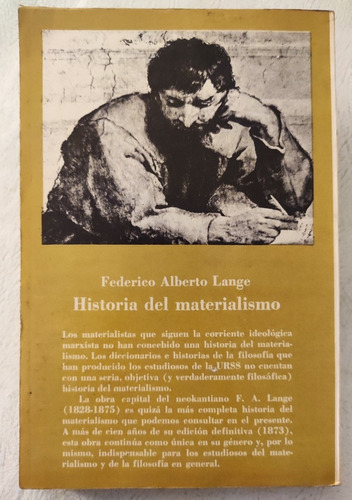 Federico Alberto Lange
Historia del materialismo
Los materialistas que siguen la corriente ideológica
marxista no han concebido una historia del materia-
lismo. Los diccionarios e historias de la filosofía que
han producido los estudiosos de la URSS no cuentan
con una seria, objetiva (y verdaderamente filosófica)
historia del materialismo.
La obra capital del neokantiano F. A. Lange
(1828-1875) es quizá la más completa historia del
materialismo que podemos consultar en el presente.
A más de cien años de su edición definitiva (1873),
esta obra continúa como única en su género y, por lo
mismo, indispensable para los estudiosos del mate-
rialismo y de la filosofía en general.